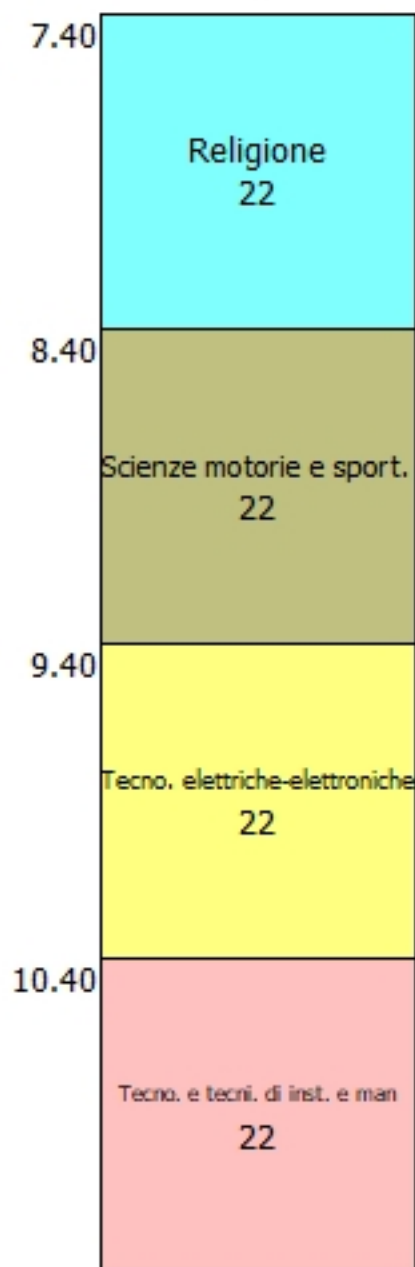 7.40
Religione
22
8.40
Scienze motorie e sport.
22
9.40
Tecno. elettriche-elettroniche
22
10.40
Tecno. e tecni. di inst. e man
22